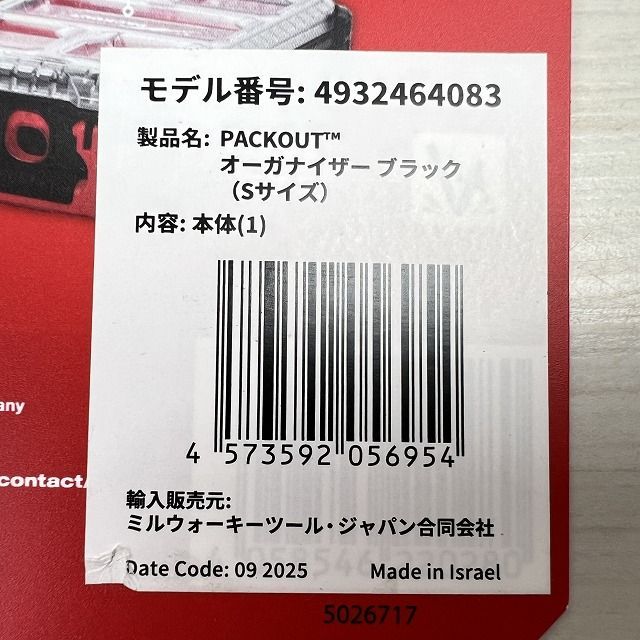 OUT
モデル番号: 4932464083
製品名: PACKOUT™
オーガナイザー ブラック
（Sサイズ）
内容: 本体(1)
any
contact/
4 573592 056954
輸入販売元:
ミルウォーキーツール・ジャパン合同会社
Date Code: 09 2025 Made in Israel
5026717